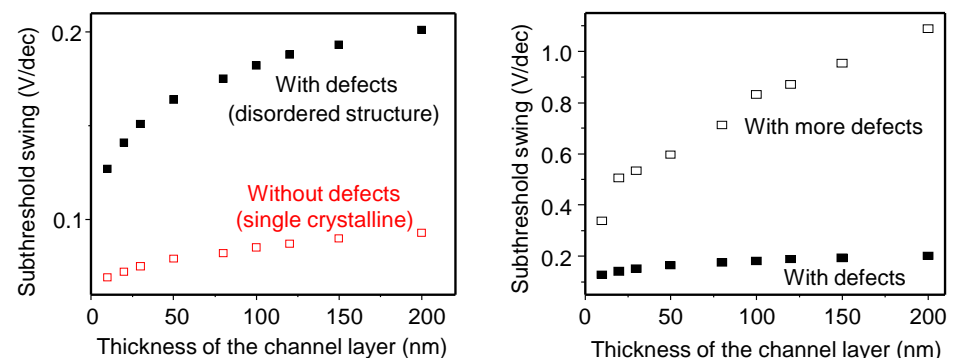 Subthreshold swing (V/dec)
0.2
0.1
With defects
(disordered structure)
Without defects
(single crystalline)
0 50 100 150 200
Thickness of the channel layer (nm)
Subthreshold swing (V/dec)
1.0
0.8
0.6
0.4
0.2
With more defects
With defects
0 50 100 150 200
Thickness of the channel layer (nm)